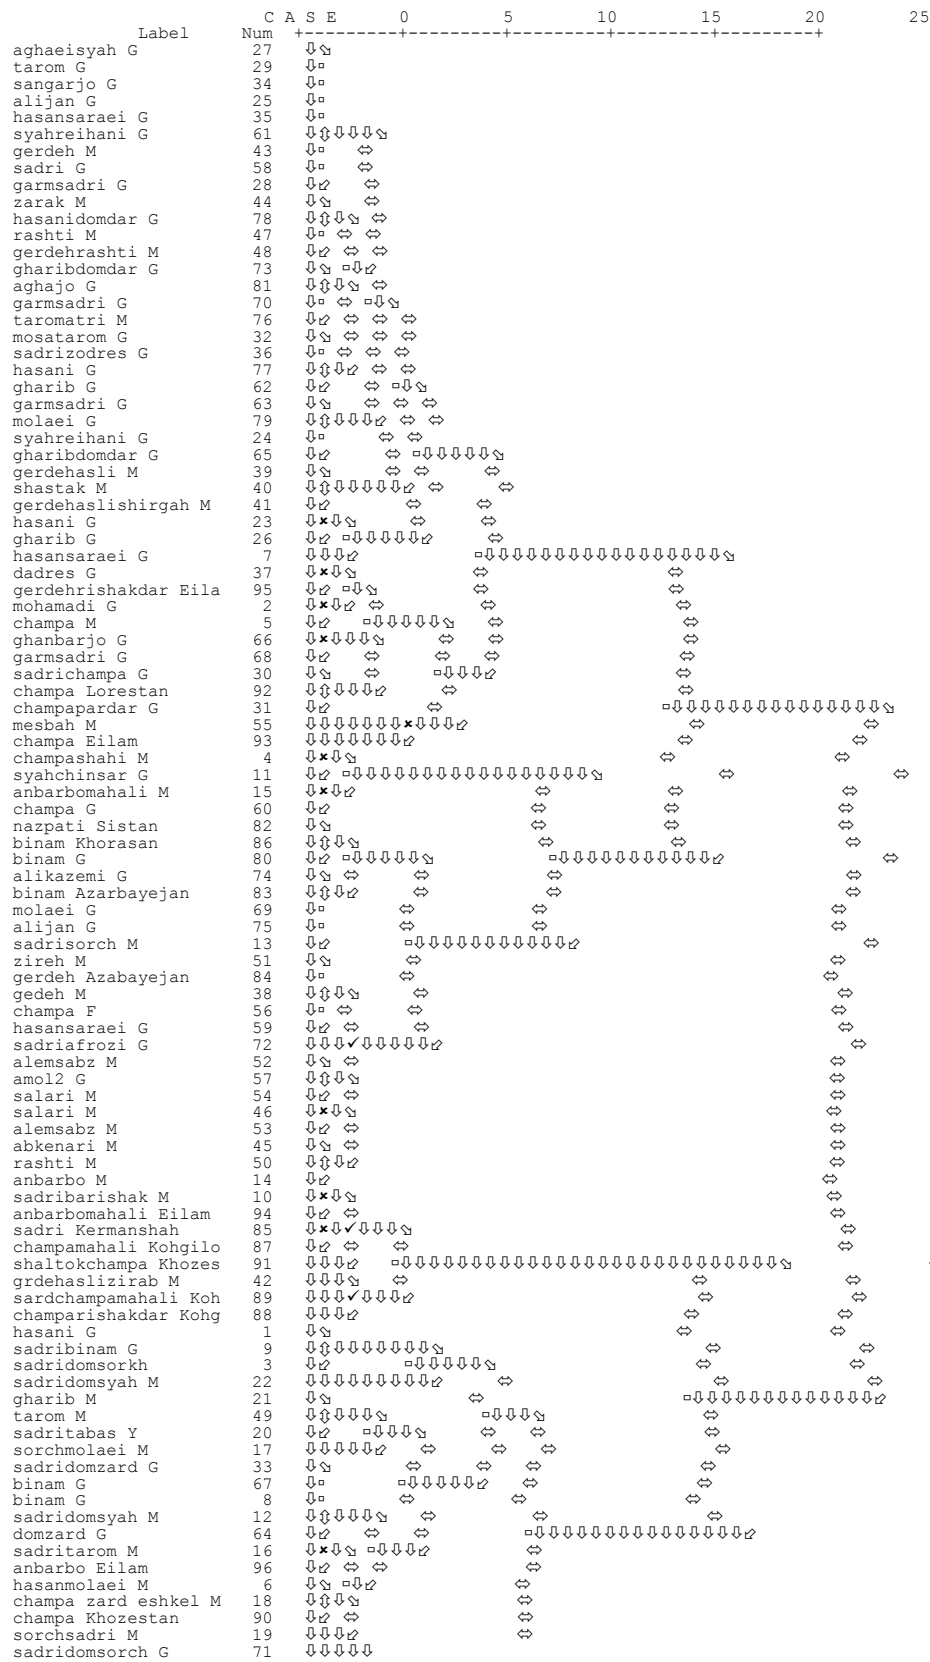 C A S E 0 5 10 15 20 25
Label Num +---------+---------+---------+---------+---------+
aghaeisyah G 27
tarom G 29
sangarjo G 34
alijan G 25
hasansaraei G 35
syahreihani G 61
gerdeh M 43
sadri G 58
garmsadri G 28
zarak M 44
hasanidomdar G 78
rashti M 47
gerdehrashti M 48
gharibdomdar G 73
aghajo G 81
garmsadri G 70
taromatri M 76
mosatarom G 32
sadrizodres G 36
hasani G 77
gharib G 62
garmsadri G 63
molaei G 79
syahreihani G 24
gharibdomdar G 65
gerdehasli M 39
shastak M 40
gerdehaslishirgah M 41
hasani G 23
gharib G 26
hasansaraei G 7
dadres G 37
gerdehrishakdar Eila 95
mohamadi G 2
champa M 5
ghanbarjo G 66
garmsadri G 68
sadrichampa G 30
champa Lorestan 92
champapardar G 31
mesbah M 55
champa Eilam 93
champashahi M 4
syahchinsar G 11
anbarbomahali M 15
champa G 60
nazpati Sistan 82
binam Khorasan 86
binam G 80
alikazemi G 74
binam Azarbayejan 83
molaei G 69
alijan G 75
sadrisorch M 13
zireh M 51
gerdeh Azabayejan 84
gedeh M 38
champa F 56
hasansaraei G 59
sadriafrozi G 72
alemsabz M 52
amol2 G 57
salari M 54
salari M 46
alemsabz M 53
abkenari M 45
rashti M 50
anbarbo M 14
sadribarishak M 10
anbarbomahali Eilam 94
sadri Kermanshah 85
champamahali Kohgilo 87
shaltokchampa Khozes 91
grdehaslizirab M 42
sardchampamahali Koh 89
champarishakdar Kohg 88
hasani G 1
sadribinam G 9
sadridomsorkh 3
sadridomsyah M 22
gharib M 21
tarom M 49
sadritabas Y 20
sorchmolaei M 17
sadridomzard G 33
binam G 67
binam G 8
sadridomsyah M 12
domzard G 64
sadritarom M 16
anbarbo Eilam 96
hasanmolaei M 6
champa zard eshkel M 18
champa Khozestan 90
sorchsadri M 19
sadridomsorch G 71